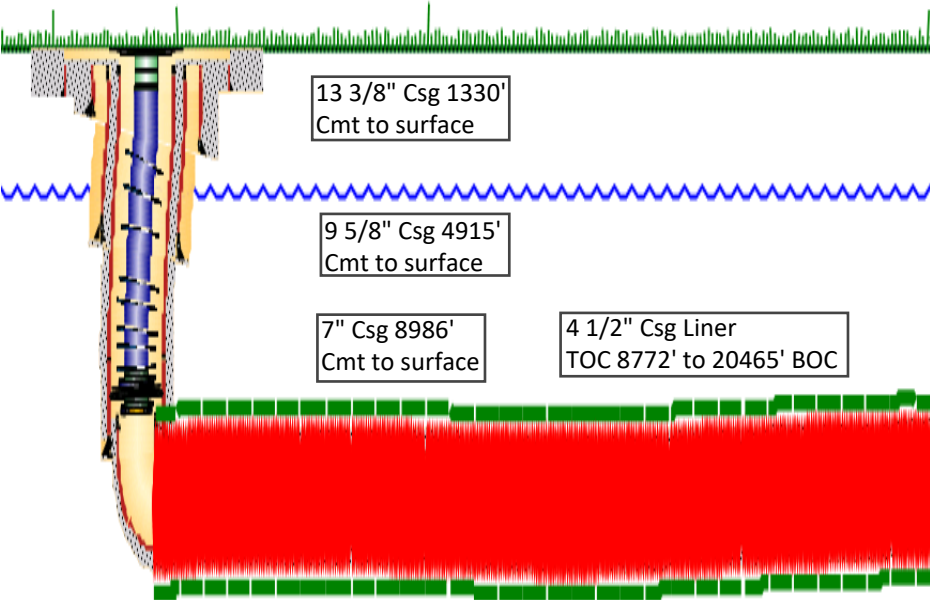 13 3/8" Csg 1330'
Cmt to surface
9 5/8" Csg 4915'
Cmt to surface
7" Csg 8986'
Cmt to surface
4 1/2" Csg Liner
TOC 8772' to 20465' BOC